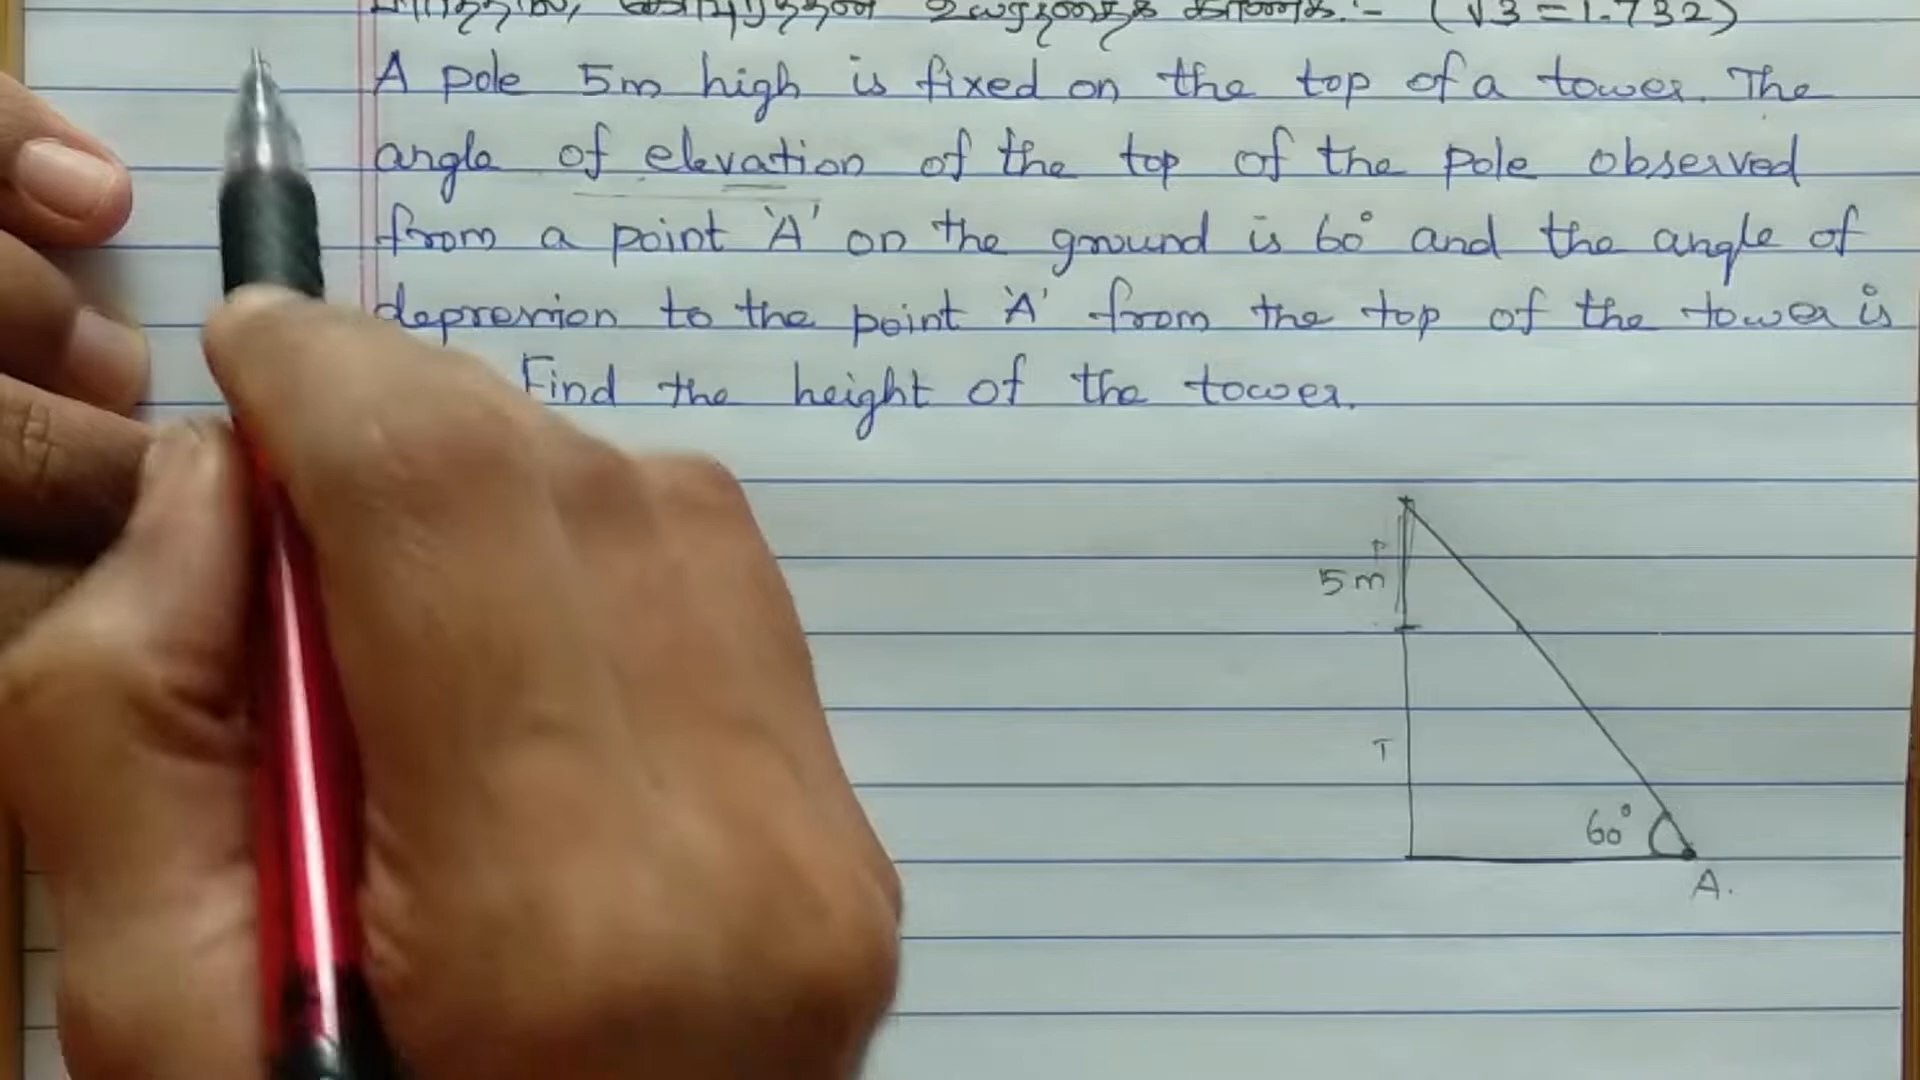 (√3 = 1.732)
A pole 5m high is fixed on the top of a tower. The
angle of elevation of the top of the pole observed
from a point 'A' on the ground is 60° and the angle of
depression to the point 'A' from the top of the tower is
Find the height of the tower.
P
5m
T
60°
A.